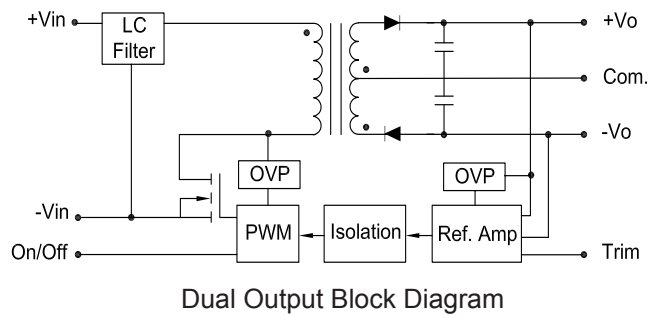 +Vin
LC
Filter
+Vo
Com.
-Vo
OVP
OVP
-Vin
PWM
Isolation
Ref. Amp
On/Off
Trim
Dual Output Block Diagram